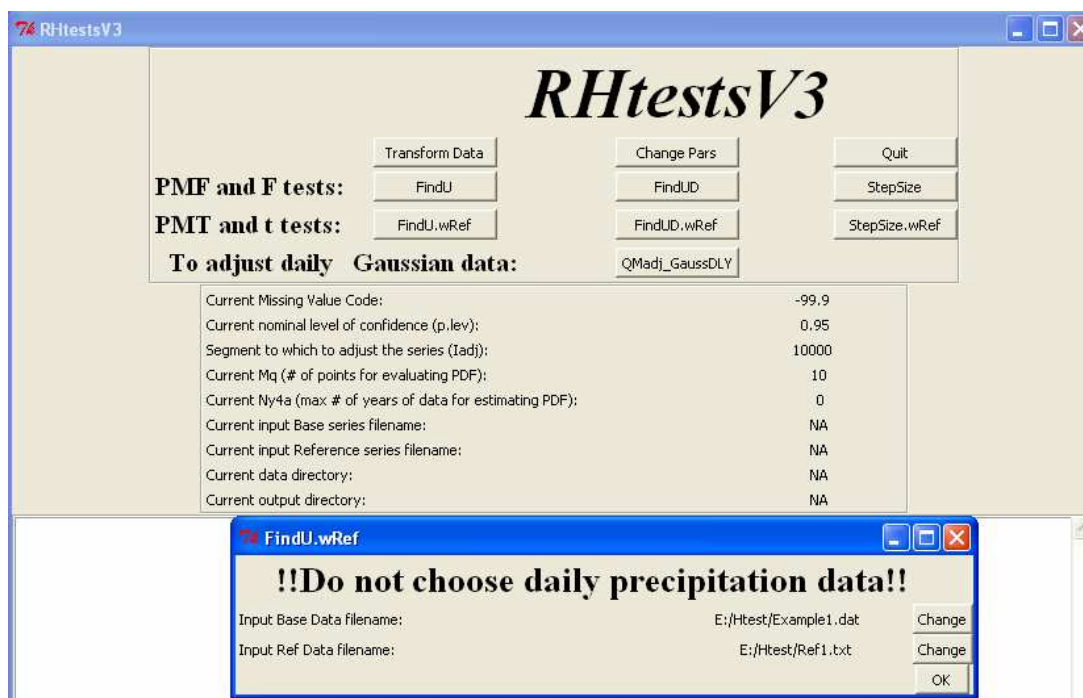 RHtestsV3
RHtestsV3
Transform Data Change Pars Quit
PMF and F tests: FindU FindUD StepSize
PMT and t tests: FindU.wRef FindUD.wRef StepSize.wRef
To adjust daily Gaussian data: QMadj_GaussDLY
Current Missing Value Code: -99.9
Current nominal level of confidence (p.lev): 0.95
Segment to which to adjust the series (Iadj): 10000
Current Mq (# of points for evaluating PDF): 10
Current Ny4a (max # of years of data for estimating PDF): 0
Current input Base series filename: NA
Current input Reference series filename: NA
Current data directory: NA
Current output directory: NA
FindU.wRef
!!Do not choose daily precipitation data!!
Input Base Data filename: E:/Htest/Example1.dat Change
Input Ref Data filename: E:/Htest/Ref1.txt Change
OK